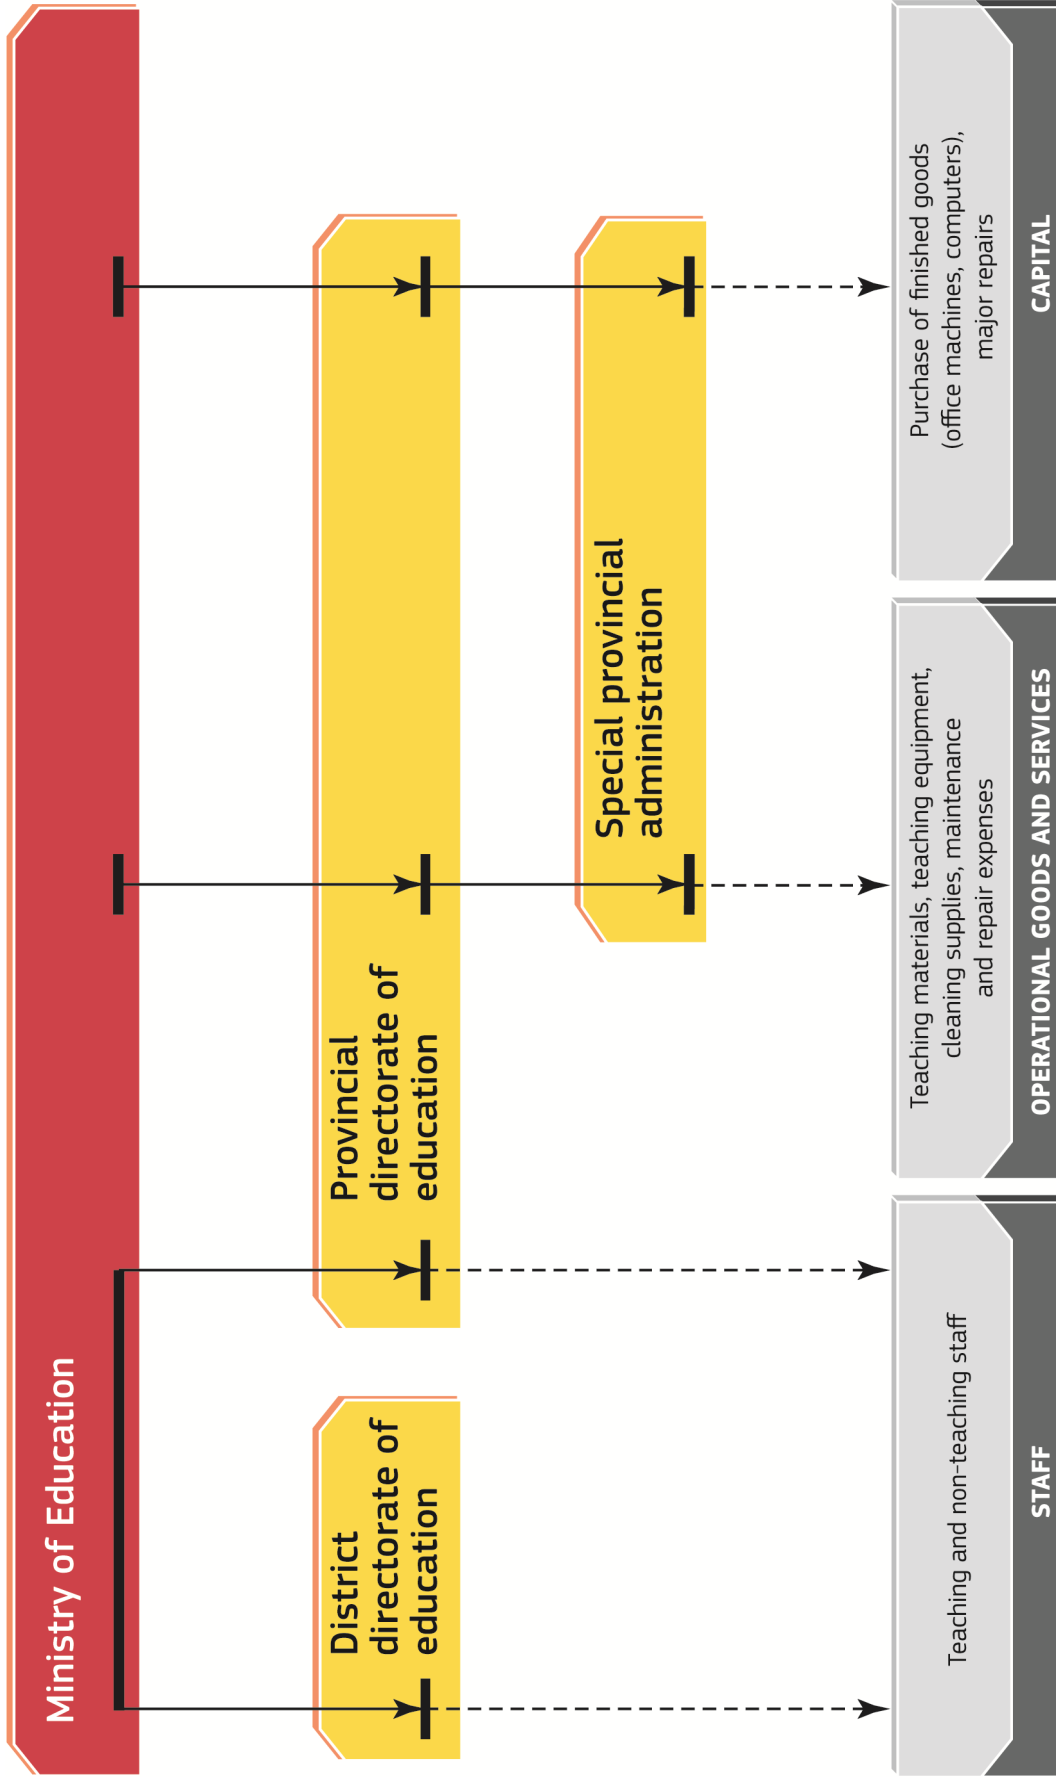 Ministry of Education
District
directorate of
education
Provincial
directorate of
education
Special provincial
administration
Teaching and non-teaching staff
STAFF
Teaching materials, teaching equipment,
cleaning supplies, maintenance
and repair expenses
OPERATIONAL GOODS AND SERVICES
Purchase of finished goods
(office machines, computers),
major repairs
CAPITAL